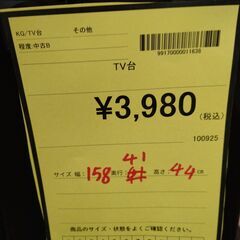 KG/TV台 その他
程度:中古B
99170000011638
TV台
¥3,980(税込)
100925
サイズ 幅: 158 奥行 41 高さ 44 cm
商品のサイズ・状態をよくご確認ください